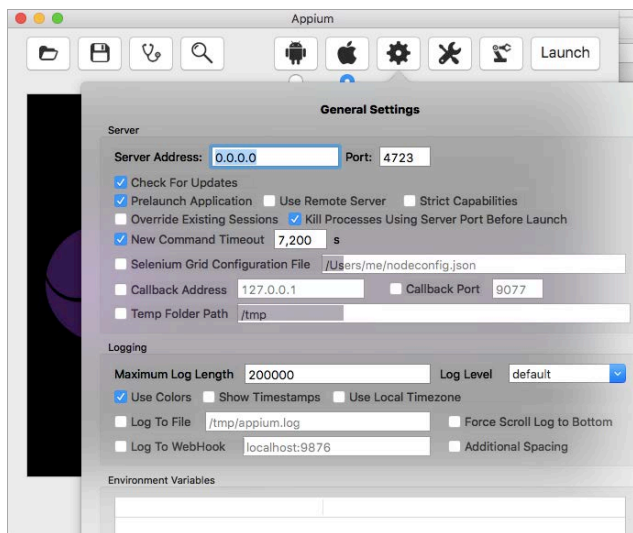 Appium
Launch
General Settings
Server
Server Address: 0.0.0.0 Port: 4723
Check For Updates
Prelaunch Application Use Remote Server Strict Capabilities
Override Existing Sessions Kill Processes Using Server Port Before Launch
New Command Timeout 7,200 s
Selenium Grid Configuration File /Users/me/nodeconfig.json
Callback Address 127.0.0.1 Callback Port 9077
Temp Folder Path /tmp
Logging
Maximum Log Length 200000 Log Level default
Use Colors Show Timestamps Use Local Timezone
Log To File /tmp/appium.log Force Scroll Log to Bottom
Log To WebHook localhost:9876 Additional Spacing
Environment Variables